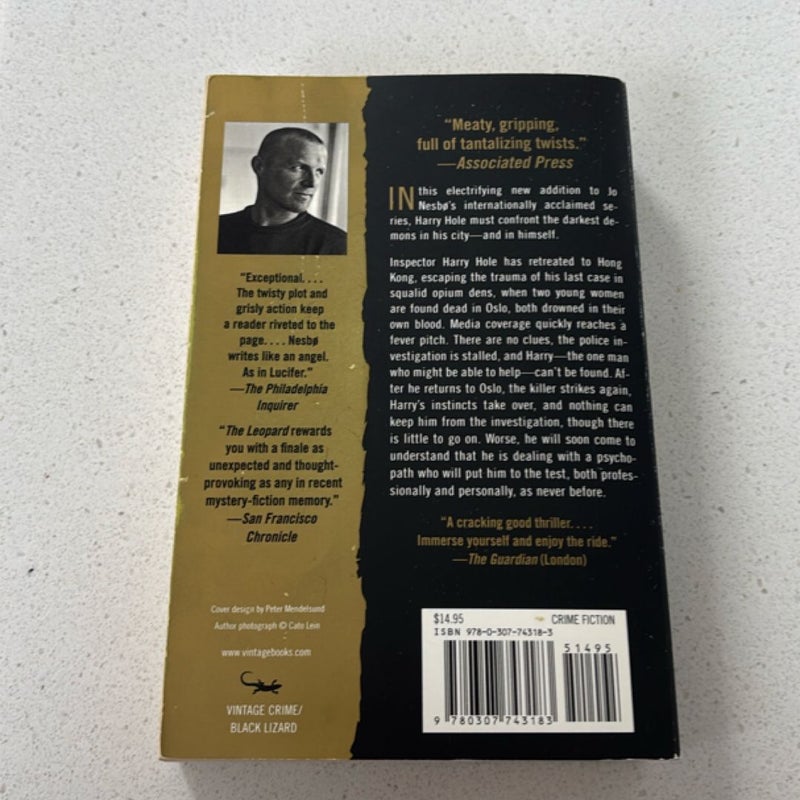 “Exceptional. . . .
The twisty plot and
grisly action keep
a reader riveted to the
page. . . . Nesbø
writes like an angel.
As in Lucifer.”
—The Philadelphia
Inquirer
“The Leopard rewards
you with a finale as
unexpected and thought-
provoking as any in recent
mystery-fiction memory.”
—San Francisco
Chronicle
Cover design by Peter Mendelsund
Author photograph © Cato Lein
www.vintagebooks.com
VINTAGE CRIME/
BLACK LIZARD
“Meaty, gripping,
full of tantalizing twists.”
—Associated Press
IN this electrifying new addition to Jo
Nesbø’s internationally acclaimed se-
ries, Harry Hole must confront the darkest de-
mons in his city—and in himself.
Inspector Harry Hole has retreated to Hong
Kong, escaping the trauma of his last case in
squalid opium dens, when two young women
are found dead in Oslo, both drowned in their
own blood. Media coverage quickly reaches a
fever pitch. There are no clues, the police in-
vestigation is stalled, and Harry—the one man
who might be able to help—can’t be found. Af-
ter he returns to Oslo, the killer strikes again,
Harry’s instincts take over, and nothing can
keep him from the investigation, though there
is little to go on. Worse, he will soon come to
understand that he is dealing with a psycho-
path who will put him to the test, both profes-
sionally and personally, as never before.
“A cracking good thriller. . . .
Immerse yourself and enjoy the ride.”
—The Guardian (London)
$14.95 CRIME FICTION
ISBN 978-0-307-74318-3
51495
9 780307 743183